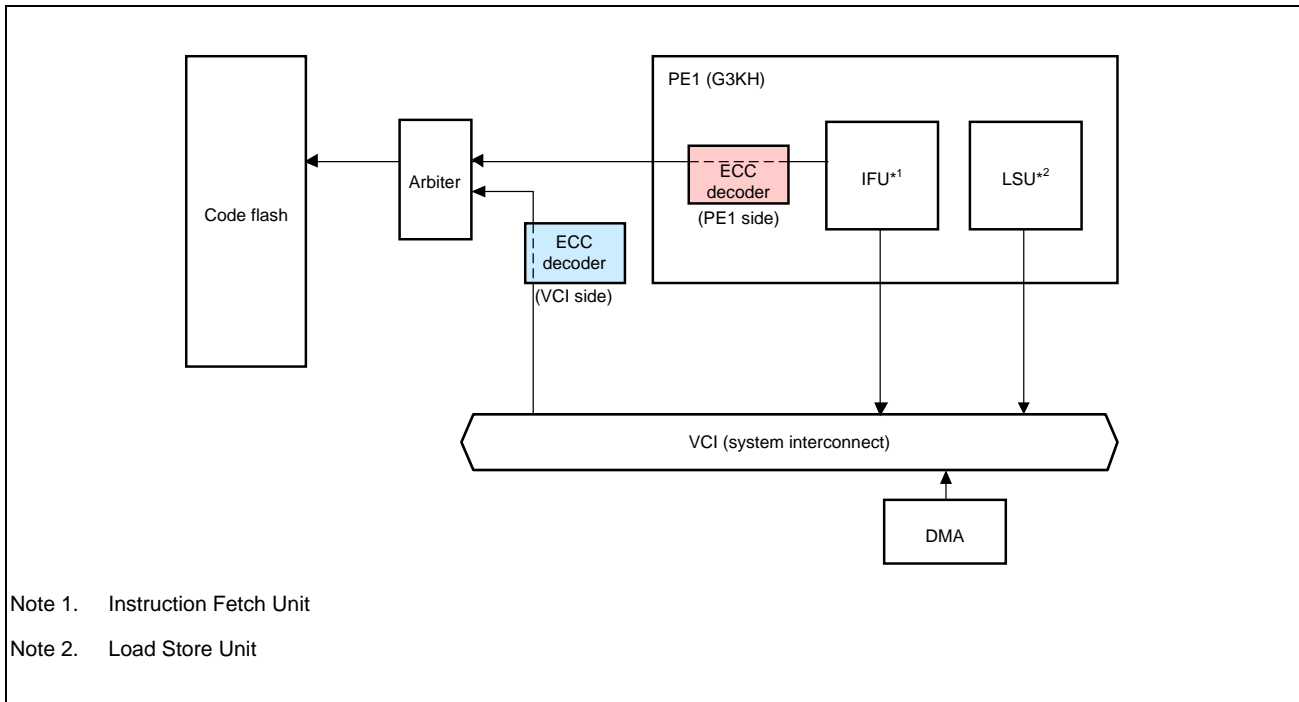 PE1 (G3KH)
Code flash
Arbiter
ECC
decoder
(PE1 side)
IFU*1
LSU*2
ECC
decoder
(VCI side)
VCI (system interconnect)
DMA
Note 1. Instruction Fetch Unit
Note 2. Load Store Unit